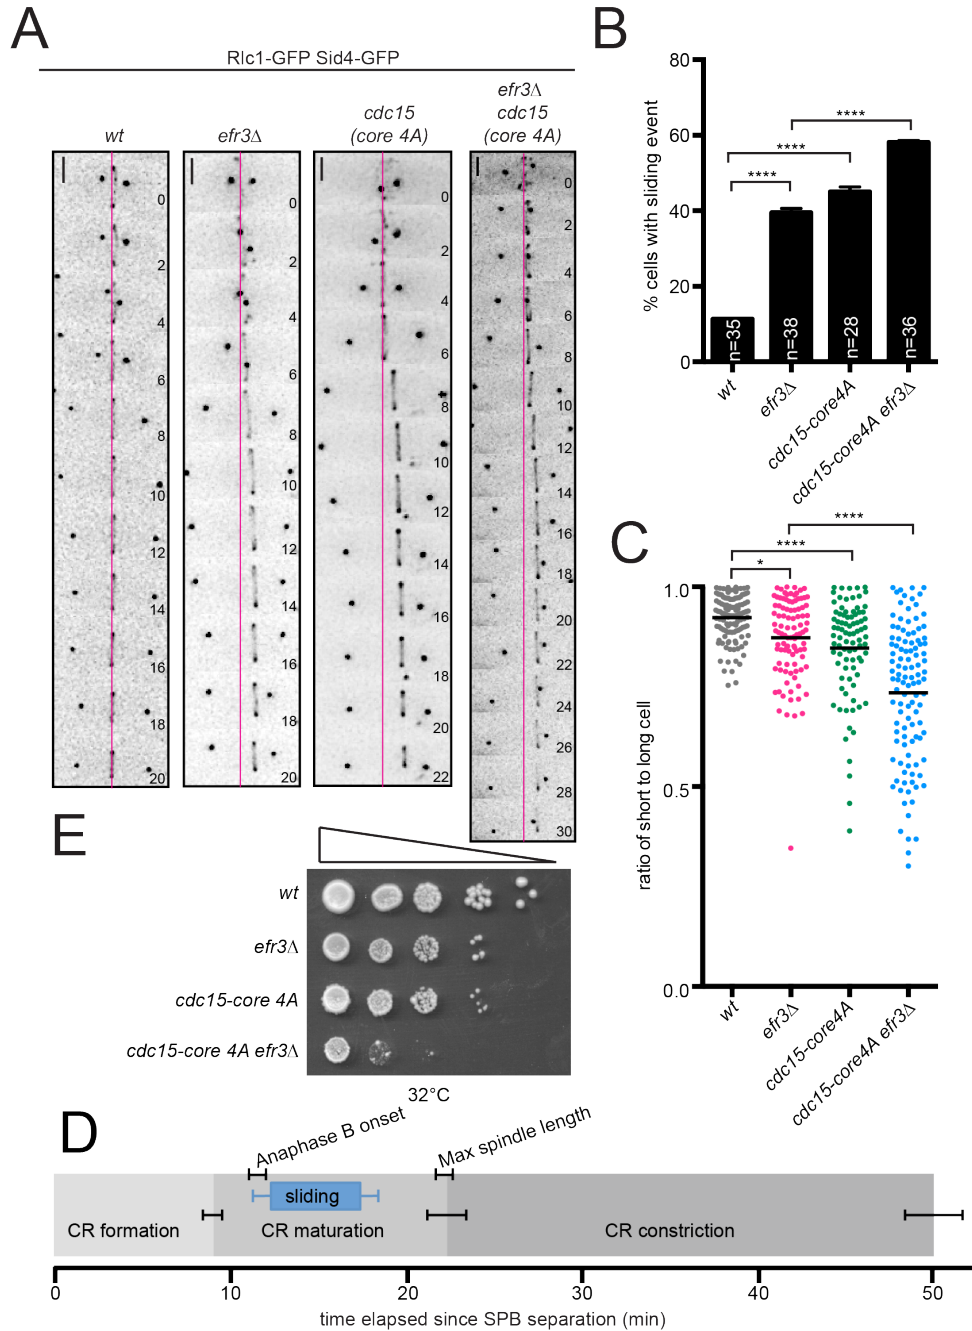 A
Rlc1-GFP Sid4-GFP
wt
efr3Δ
cdc15
(core 4A)
efr3Δ
cdc15
(core 4A)
0
2
4
6
8
10
12
14
16
18
20
0
2
4
6
8
10
12
14
16
18
20
0
2
4
6
8
10
12
14
16
18
20
22
0
2
4
6
8
10
12
14
16
18
20
22
24
26
28
30
B
% cells with sliding event
80
60
40
20
0
****
****
****
n=35
n=38
n=28
n=36
wt
efr3Δ
cdc15-core4A
cdc15-core4A efr3Δ
C
ratio of short to long cell
1.0
0.5
0.0
****
****
*
wt
efr3Δ
cdc15-core4A
cdc15-core4A efr3Δ
E
wt
efr3Δ
cdc15-core 4A
cdc15-core 4A efr3Δ
32°C
D
Anaphase B onset
Max spindle length
sliding
CR formation
CR maturation
CR constriction
0
10
20
30
40
50
time elapsed since SPB separation (min)